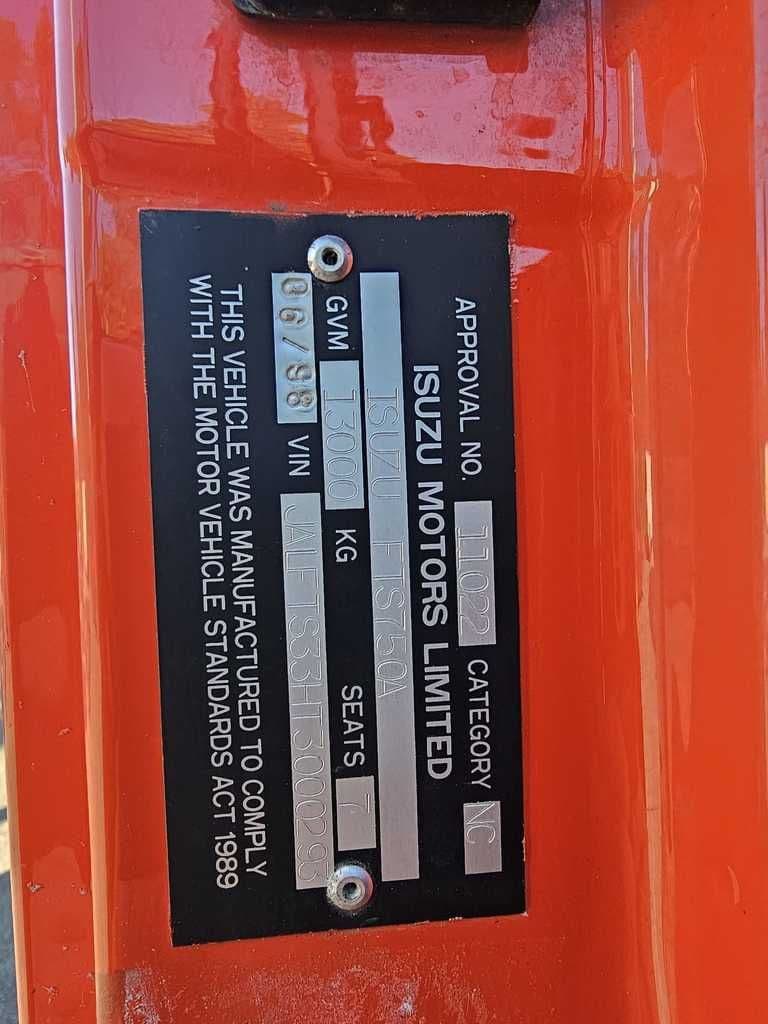 APPROVAL NO. 11022 CATEGORY NC
ISUZU MOTORS LIMITED
ISUZU FTS750A
GVM 13000 KG SEATS 7
06/98 VIN JALFTS33HT3000293
THIS VEHICLE WAS MANUFACTURED TO COMPLY
WITH THE MOTOR VEHICLE STANDARDS ACT 1989